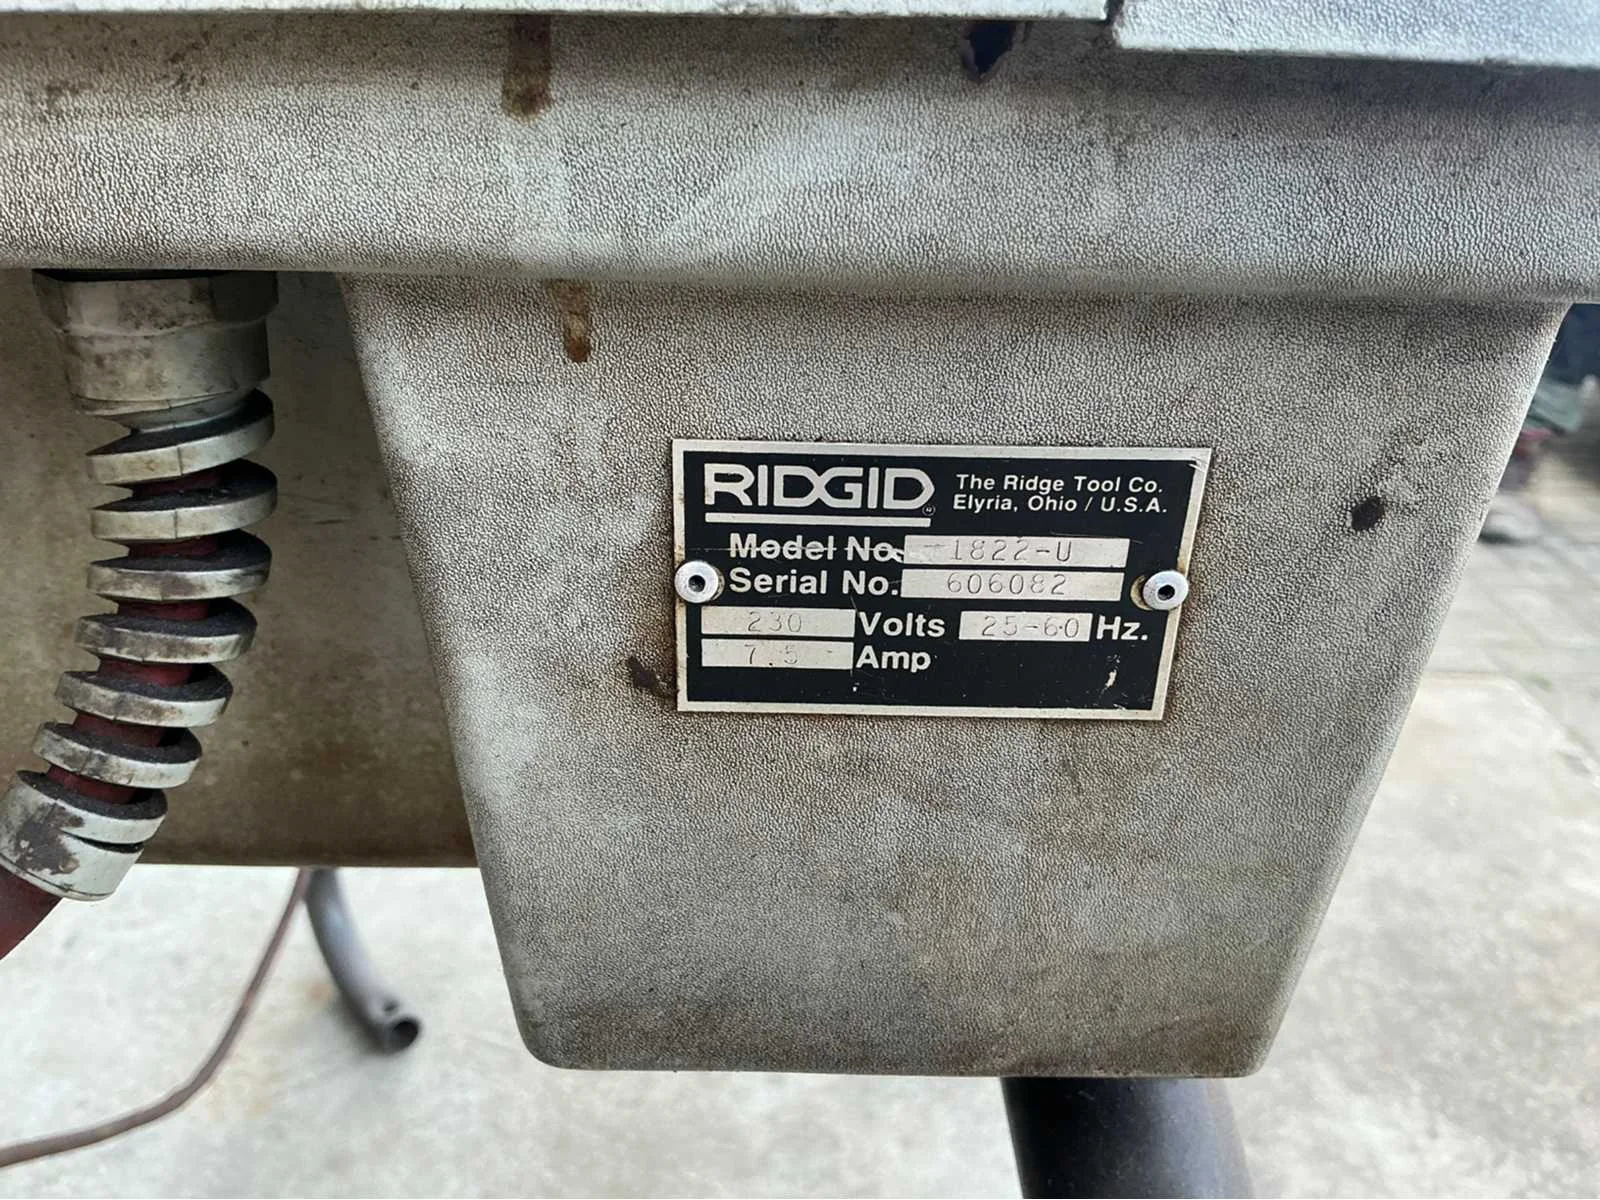 RIDGID ®
The Ridge Tool Co.
Elyria, Ohio / U.S.A.
Model No. 1822-U
Serial No. 606082
230 Volts 25-60 Hz.
7.5 Amp